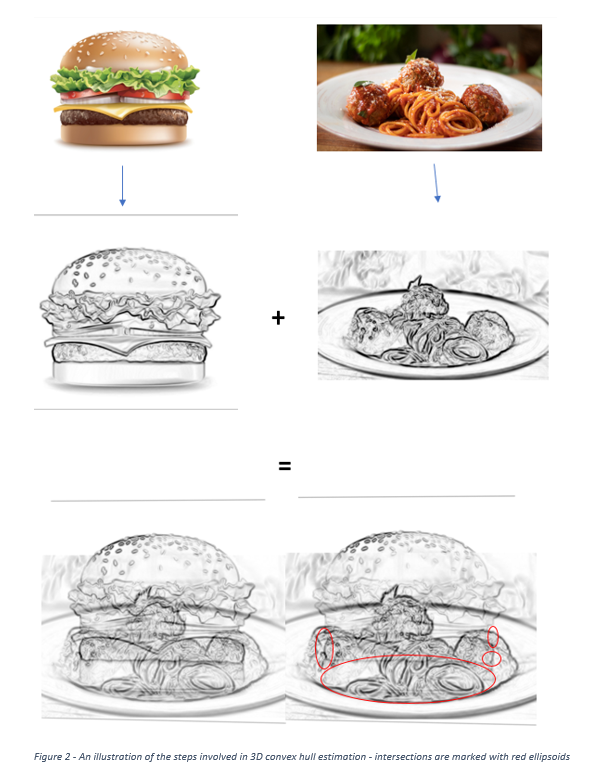 +
=
Figure 2 - An illustration of the steps involved in 3D convex hull estimation - intersections are marked with red ellipsoids